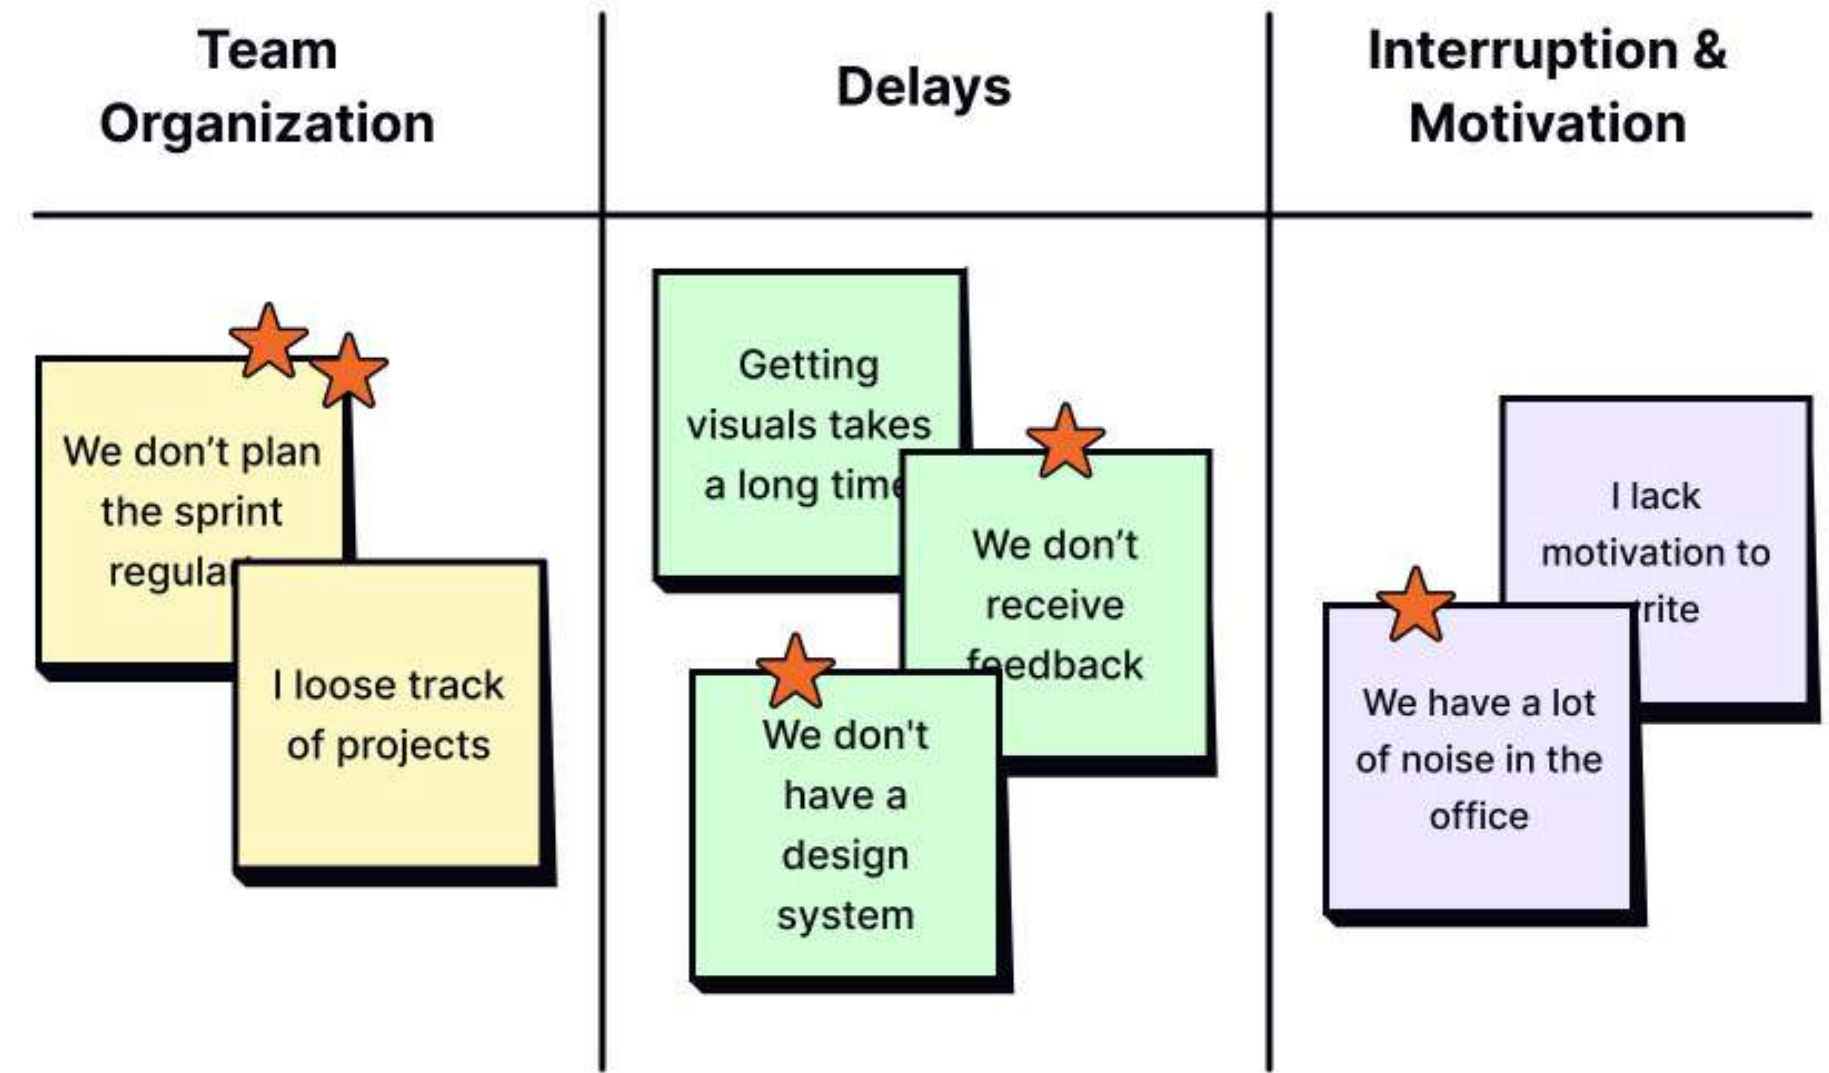 Team
Organization
Delays
Interruption &
Motivation
We don’t plan
the sprint
I loose track
of projects
Getting
visuals takes
a long time
We don’t
receive
feedback
We don't
have a
design
system
I lack
motivation to
We have a lot
of noise in the
office